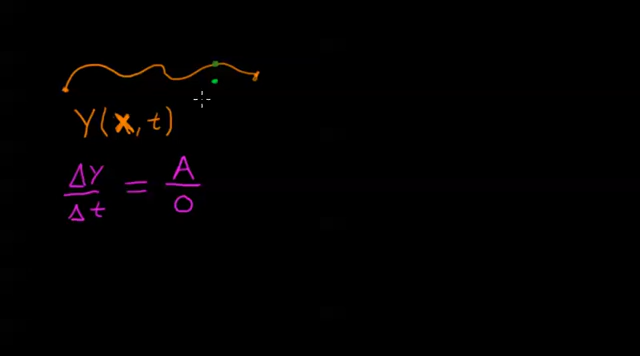 Y(x, t)
ΔY/Δt = A/0